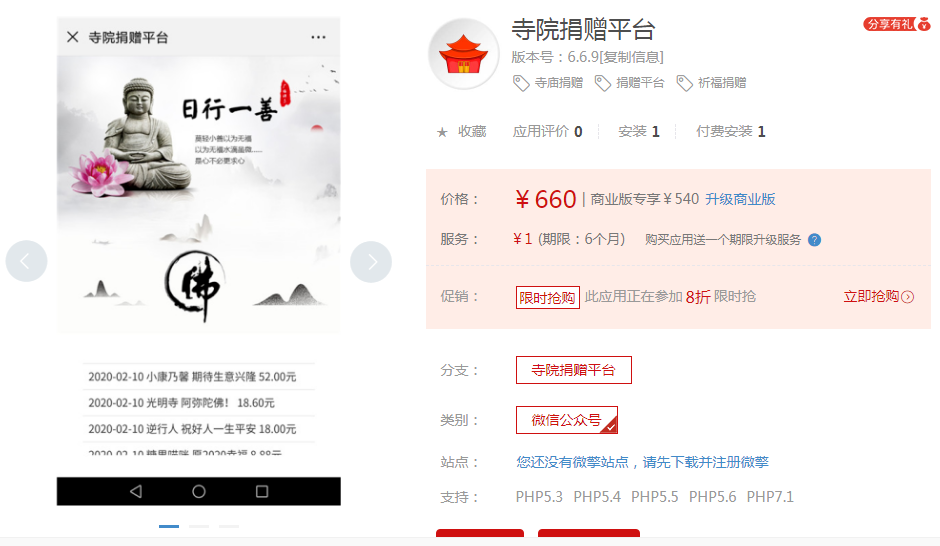 寺院捐赠平台
日行一善
莫轻小善以为无福
以为无福水滴虽微.....
是心不必更求心
佛
2020-02-10 小康乃馨 期待生意兴隆 52.00元
2020-02-10 光明寺 阿弥陀佛！ 18.60元
2020-02-10 逆行人 祝好人一生平安 18.00元
寺院捐赠平台
分享有礼
版本号：6.6.9[复制信息]
寺庙捐赠 捐赠平台 祈福捐赠
收藏 应用评价 0 安装 1 付费安装 1
价格： ￥660 | 商业版专享￥540 升级商业版
服务： ￥1 (期限：6个月) 购买应用送一个期限升级服务 ?
促销： 限时抢购 此应用正在参加 8折 限时抢 立即抢购
分支： 寺院捐赠平台
类别： 微信公众号
站点： 您还没有微擎站点，请先下载并注册微擎
支持： PHP5.3 PHP5.4 PHP5.5 PHP5.6 PHP7.1